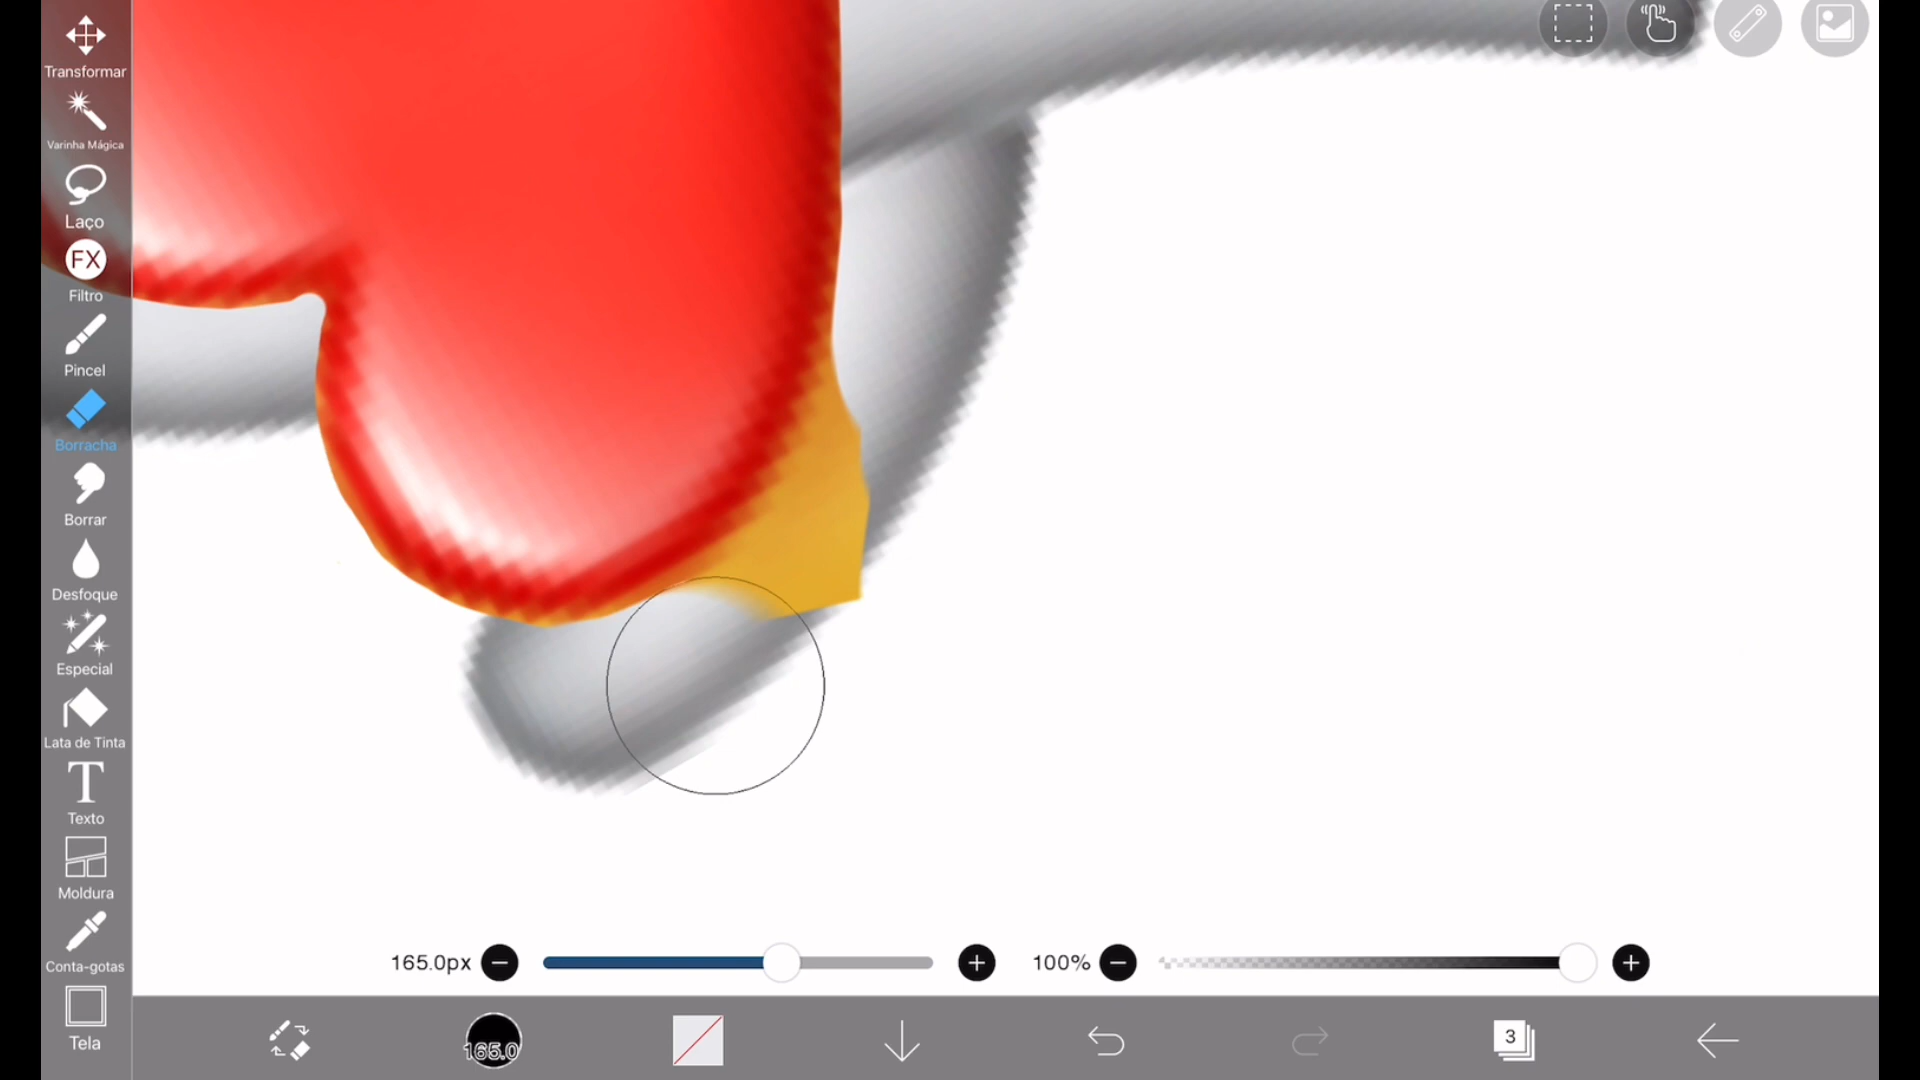 Transformar
Varinha Mágica
Laço
FX
Filtro
Pincel
Borracha
Borrar
Desfoque
Especial
Lata de Tinta
T
Texto
Moldura
Conta-gotas
Tela
165.0px
100%
165.0
3